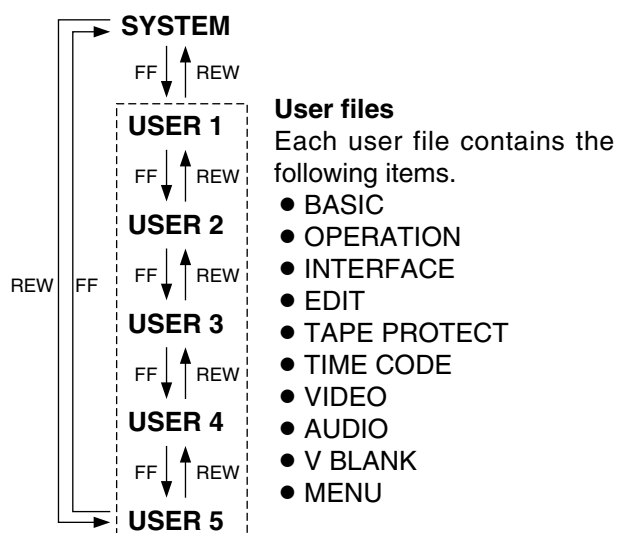 SYSTEM
FF REW
USER 1
FF REW
USER 2
FF REW
USER 3
FF REW
USER 4
FF REW
USER 5
REW FF
User files
Each user file contains the
following items.
● BASIC
● OPERATION
● INTERFACE
● EDIT
● TAPE PROTECT
● TIME CODE
● VIDEO
● AUDIO
● V BLANK
● MENU